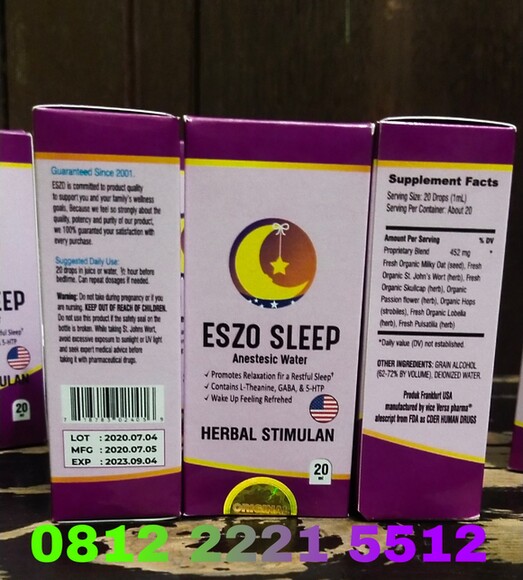 Guaranteed Since 2001.
ESZO is committed to product quality
to support you and your family's wellness
goals. Because we feel so strongly about the
quality, potency and purity of our product,
we 100% guaranteed your satisfaction with
every purchase.
Suggested Daily Use:
20 drops in juice or water, ½ hour before
bedtime. Can repeat dosages if needed.
Warning: Do not take during pregnancy or if you
are nursing. KEEP OUT OF REACH OF CHILDREN.
Do not use this product if the safety seal on the
bottle is broken. While taking St. Johns Wort,
avoid excessive exposure to sunlight or UV light
and seek expert medical advice before
taking it with pharmaceutical drugs.
LOT : 2020.07.04
MFG : 2020.07.05
EXP : 2023.09.04
EEP
5-HTP
ULAN
20
ml
ESZO SLEEP
Anestesic Water
✓ Promotes Relaxation fir a Restful Sleep†
✓ Contains L-Theanine, GABA, & 5-HTP
✓ Wake Up Feeling Refrehed
HERBAL STIMULAN
20
ml
ORIGINAL
Supplement Facts
Serving Size: 20 Drops (1mL)
Serving Per Container: About 20
Amount Per Serving % DV
Proprietary Blend 452 mg *
Fresh Organic Milky Oat (seed), Fresh
Organic St. John's Wort (herb), Fresh
Organic Skullcap (herb), Organic
Passion flower (herb), Organic Hops
(strobiles), Fresh Organic Lobelia
herb), Fresh Pulsatilla (herb)
*Daily value (DV) not established.
OTHER INGREDIENTS: GRAIN ALCOHOL
(62-72% BY VOLUME), DEIONIZED WATER.
Produk Frankfurt USA
manufactured by vice Versa pharma®
atescript from FDA as CDER HUMAN DRUGS
0812 2221 5512